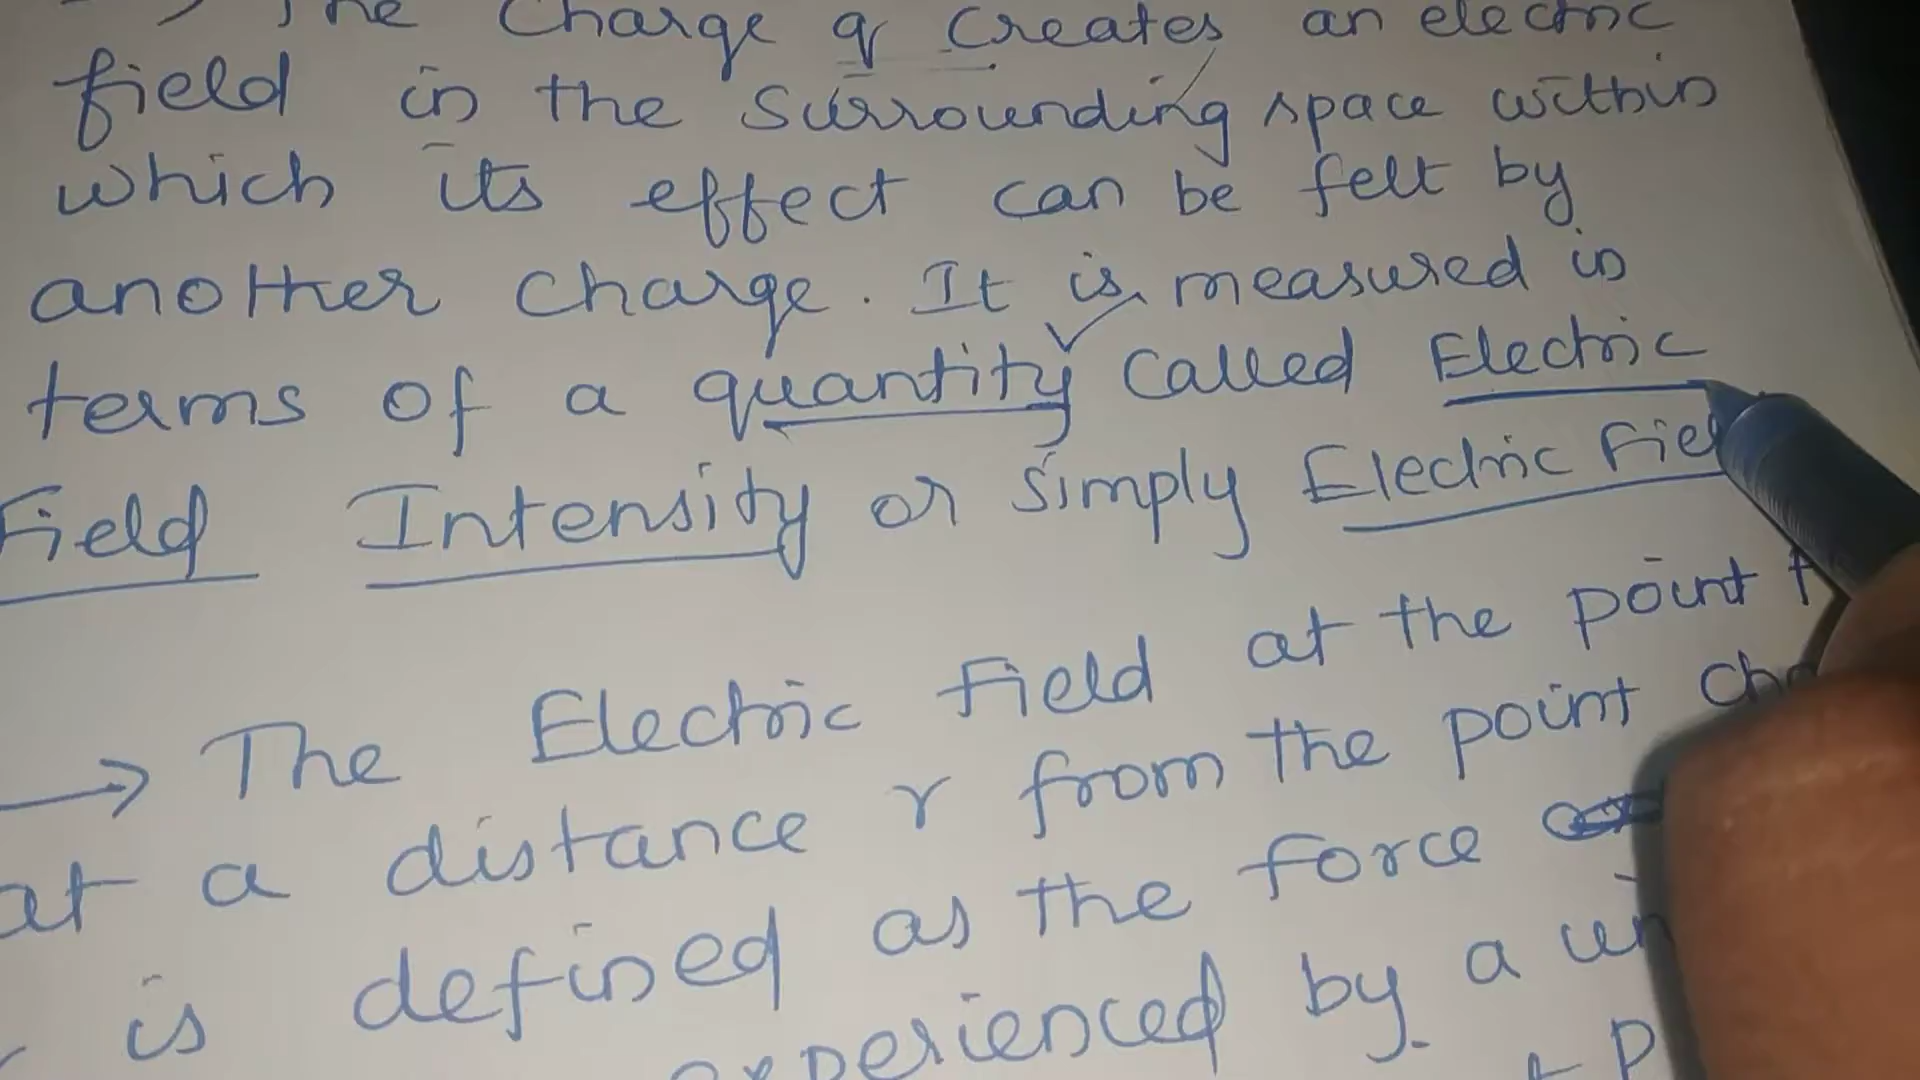 The Charge q Creates an electric
field in the surrounding space within
which its effect can be felt by
another charge. It is measured in
terms of a quantity called Electric
Field Intensity or simply Electric Fiel
→ The Electric Field at the point
at a distance r from the point
is defined as the force
experienced by a